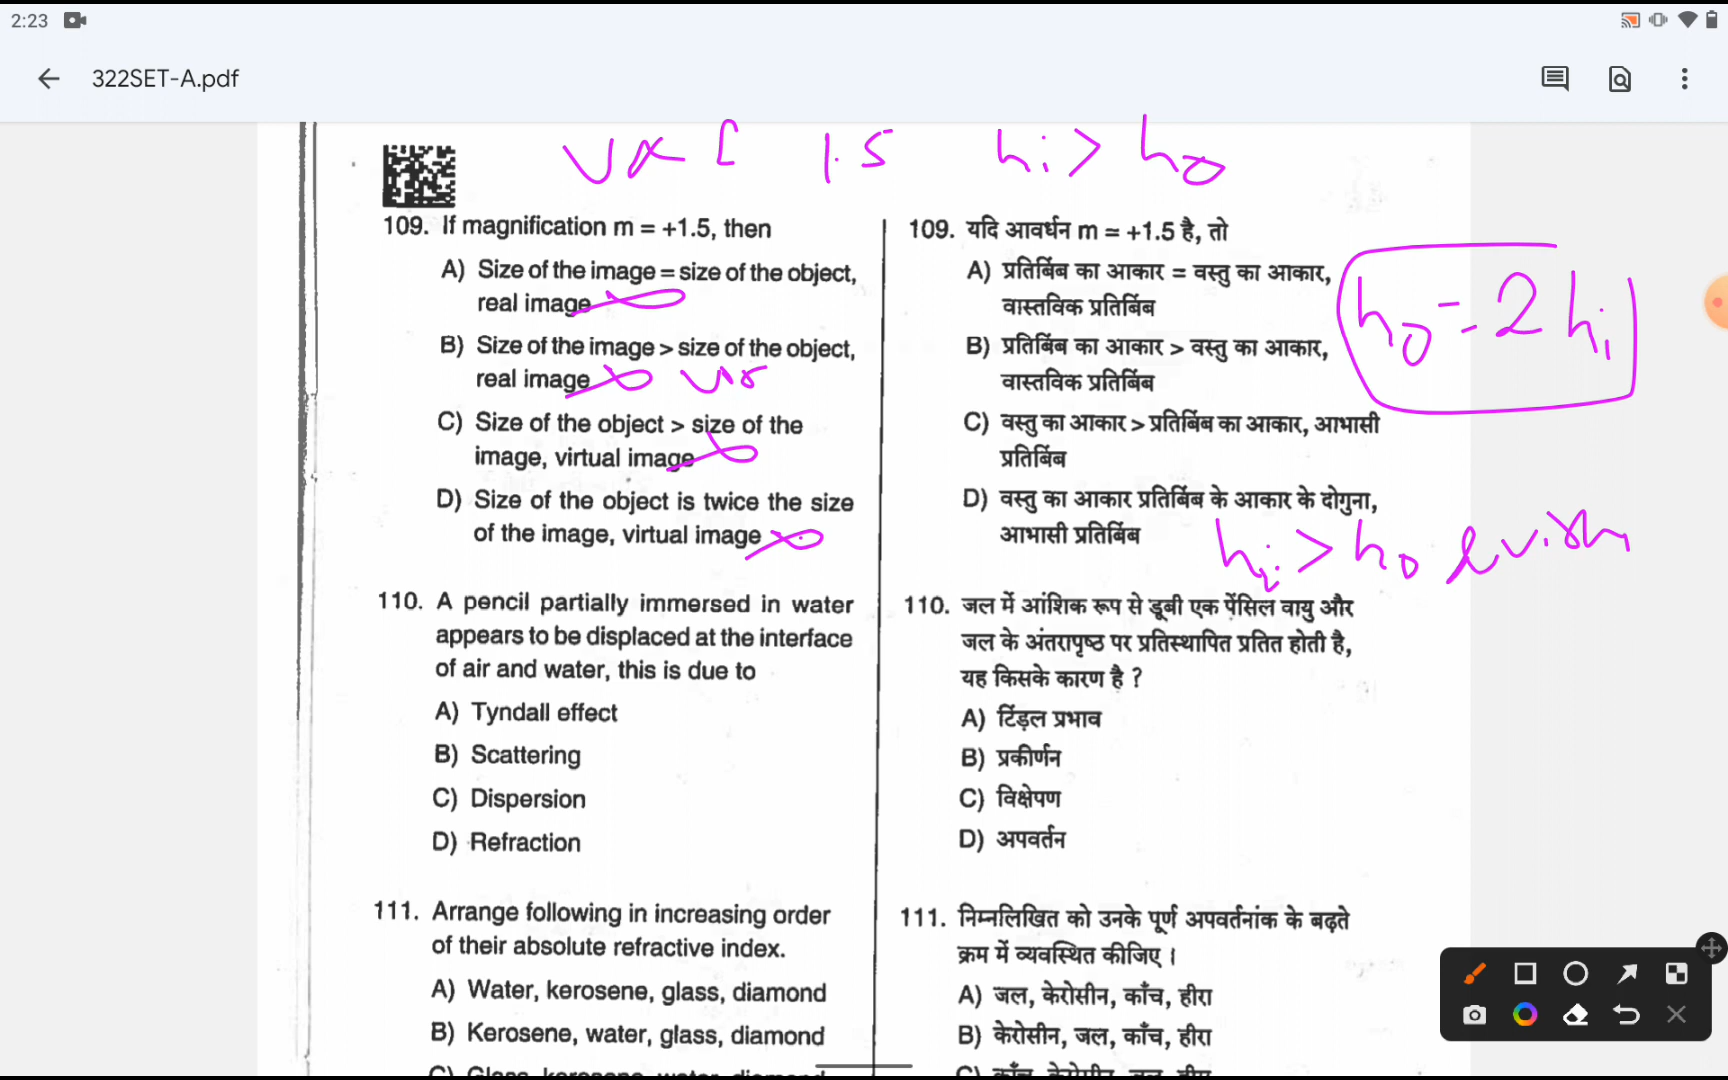 2:23
322SET-A.pdf
1.5 hi > ho
109. If magnification m = +1.5, then
A) Size of the image = size of the object,
real image
B) Size of the image > size of the object,
real image
C) Size of the object > size of the
image, virtual image
D) Size of the object is twice the size
of the image, virtual image
110. A pencil partially immersed in water
appears to be displaced at the interface
of air and water, this is due to
A) Tyndall effect
B) Scattering
C) Dispersion
D) Refraction
111. Arrange following in increasing order
of their absolute refractive index.
A) Water, kerosene, glass, diamond
B) Kerosene, water, glass, diamond
C) Glass, kerosene, water, diamond
109. यदि आवर्धन m = +1.5 है, तो
A) प्रतिबिंब का आकार = वस्तु का आकार,
वास्तविक प्रतिबिंब
B) प्रतिबिंब का आकार > वस्तु का आकार,
वास्तविक प्रतिबिंब
C) वस्तु का आकार > प्रतिबिंब का आकार, आभासी
प्रतिबिंब
D) वस्तु का आकार प्रतिबिंब के आकार के दोगुना,
आभासी प्रतिबिंब
ho = 2 hi
hi > ho
110. जल में आंशिक रूप से डूबी एक पेंसिल वायु और
जल के अंतरापृष्ठ पर प्रतिस्थापित प्रतित होती है,
यह किसके कारण है ?
A) टिंड़ल प्रभाव
B) प्रकीर्णन
C) विक्षेपण
D) अपवर्तन
111. निम्नलिखित को उनके पूर्ण अपवर्तनांक के बढ़ते
क्रम में व्यवस्थित कीजिए ।
A) जल, केरोसीन, काँच, हीरा
B) केरोसीन, जल, काँच, हीरा
C) काँच, केरोसीन, जल, हीरा